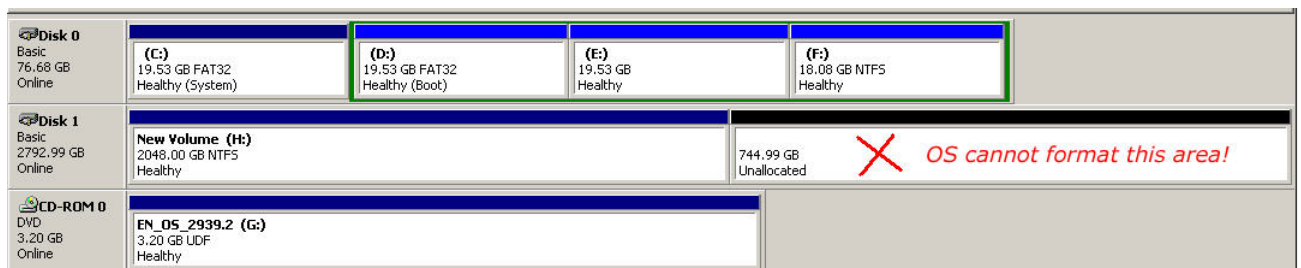 Disk 0
Basic
76.68 GB
Online
(C:)
19.53 GB FAT32
Healthy (System)
(D:)
19.53 GB FAT32
Healthy (Boot)
(E:)
19.53 GB
Healthy
(F:)
18.08 GB NTFS
Healthy
Disk 1
Basic
2792.99 GB
Online
New Volume (H:)
2048.00 GB NTFS
Healthy
744.99 GB
Unallocated
OS cannot format this area!
CD-ROM 0
DVD
3.20 GB
Online
EN_OS_2939.2 (G:)
3.20 GB UDF
Healthy